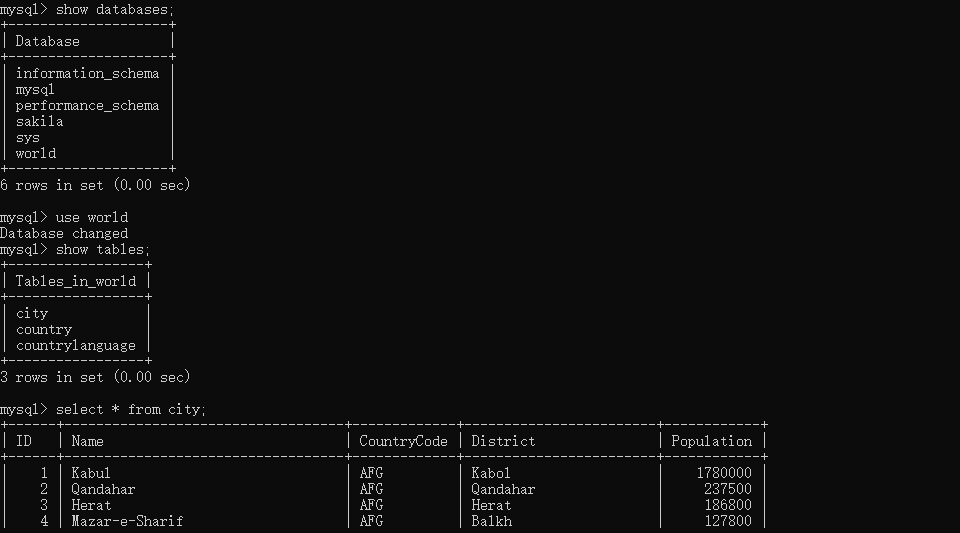 mysql> show databases;
+--------------------+
| Database           |
+--------------------+
| information_schema |
| mysql              |
| performance_schema |
| sakila             |
| sys                |
| world              |
+--------------------+
6 rows in set (0.00 sec)

mysql> use world
Database changed
mysql> show tables;
+-----------------+
| Tables_in_world |
+-----------------+
| city            |
| country         |
| countrylanguage |
+-----------------+
3 rows in set (0.00 sec)

mysql> select * from city;
+------+-----------------------------------+-------------+------------------------+------------+
| ID   | Name                              | CountryCode | District               | Population |
+------+-----------------------------------+-------------+------------------------+------------+
|    1 | Kabul                             | AFG         | Kabol                  |    1780000 |
|    2 | Qandahar                          | AFG         | Qandahar               |     237500 |
|    3 | Herat                             | AFG         | Herat                  |     186800 |
|    4 | Mazar-e-Sharif                    | AFG         | Balkh                  |     127800 |